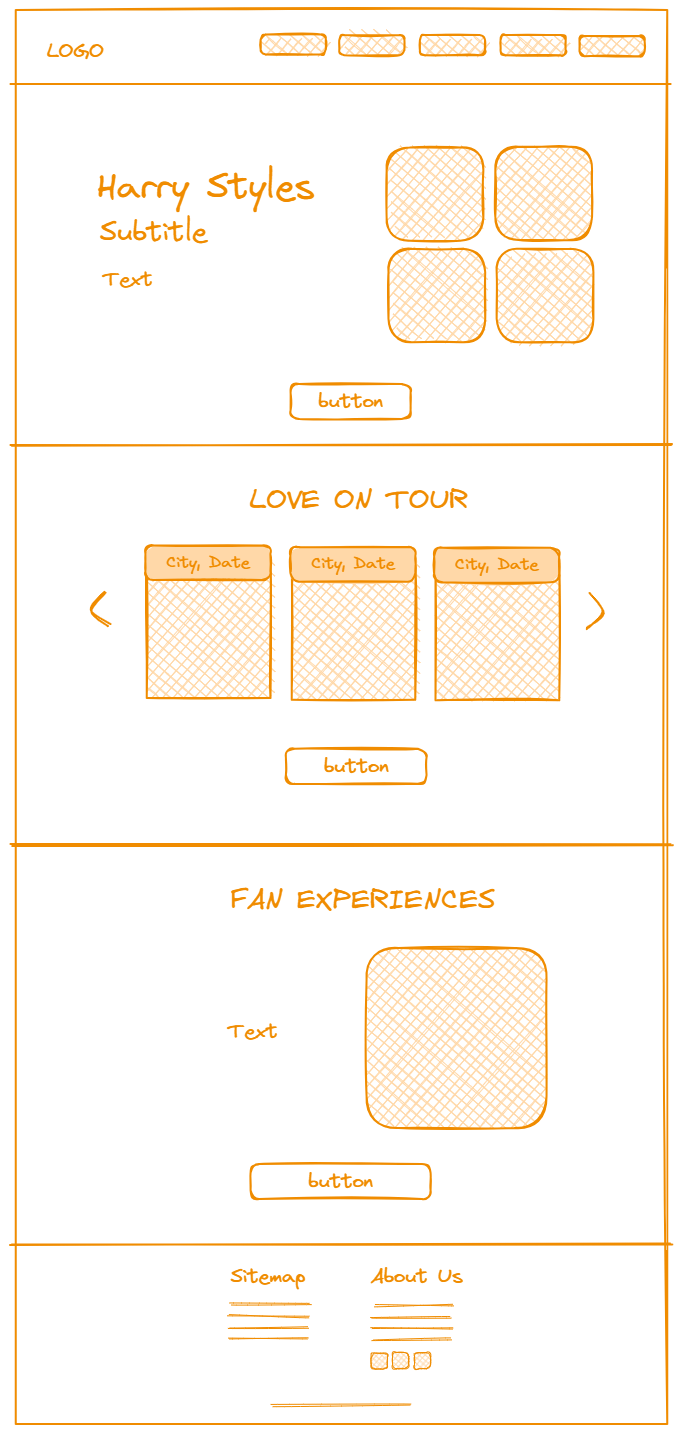 LOGO
Harry Styles
Subtitle
Text
button
LOVE ON TOUR
City, Date
City, Date
City, Date
button
FAN EXPERIENCES
Text
button
Sitemap
About Us